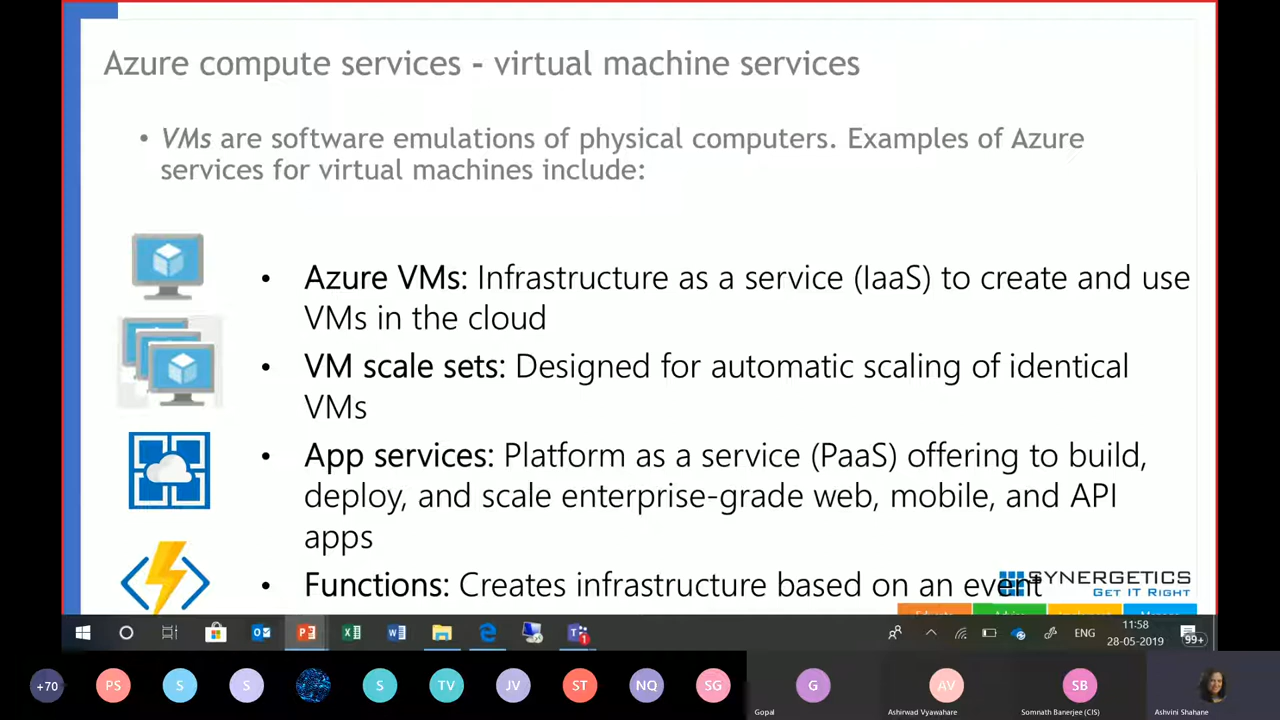 Azure compute services - virtual machine services
• VMs are software emulations of physical computers. Examples of Azure
services for virtual machines include:
• Azure VMs: Infrastructure as a service (IaaS) to create and use
VMs in the cloud
• VM scale sets: Designed for automatic scaling of identical
VMs
• App services: Platform as a service (PaaS) offering to build,
deploy, and scale enterprise-grade web, mobile, and API
apps
• Functions: Creates infrastructure based on an event
SYNERGETICS
GET IT RIGHT
ENG
11:58
28-05-2019
99+
1
+70
PS
S
S
S
TV
JV
ST
NQ
SG
G
AV
SB
Gopal
Ashirwad Vyawahare
Somnath Banerjee (CIS)
Ashvini Shahane